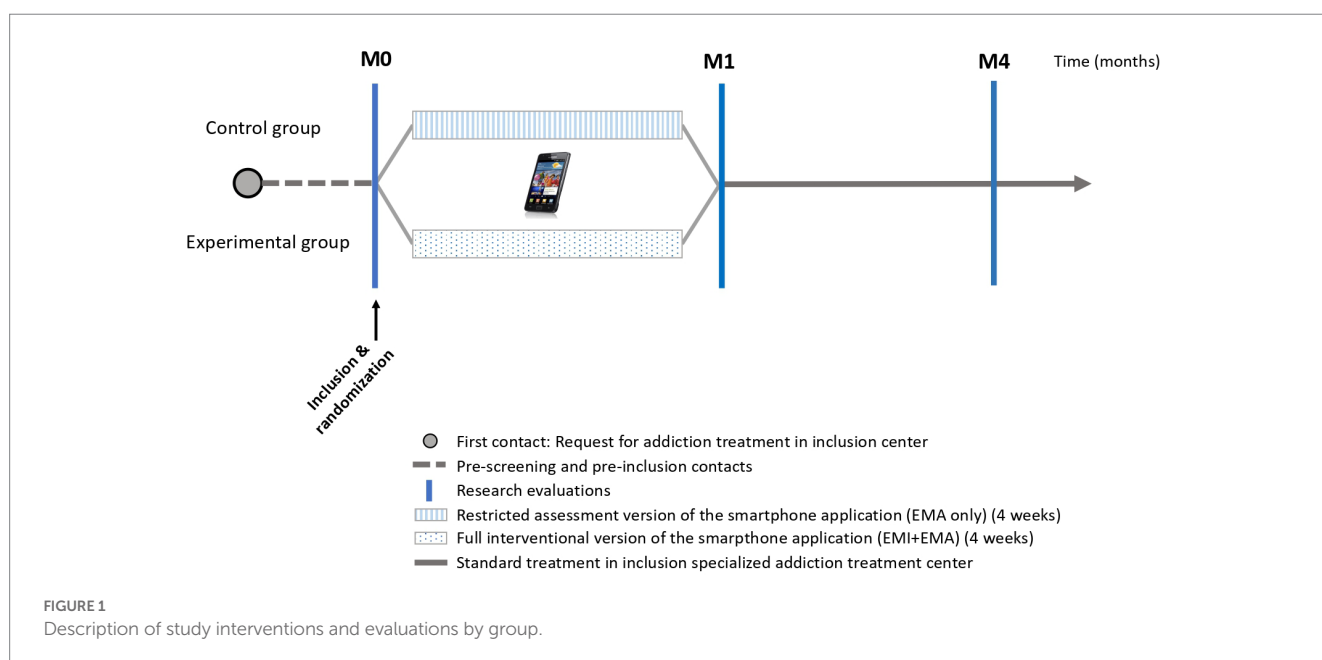 M0
M1
M4
Time (months)
Control group
Experimental group
Inclusion &
randomization
First contact: Request for addiction treatment in inclusion center
Pre-screening and pre-inclusion contacts
Research evaluations
Restricted assessment version of the smartphone application (EMA only) (4 weeks)
Full interventional version of the smarpthone application (EMI+EMA) (4 weeks)
Standard treatment in inclusion specialized addiction treatment center
FIGURE 1
Description of study interventions and evaluations by group.